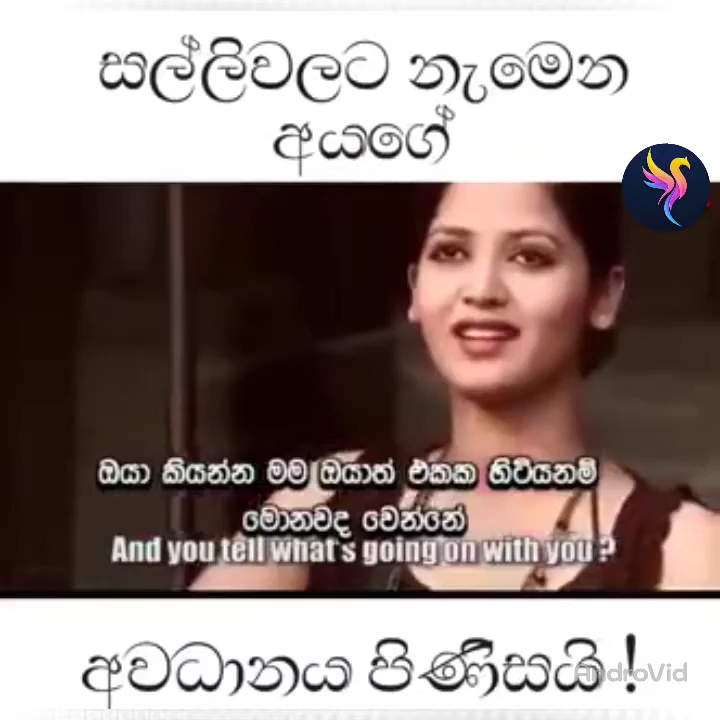 සල්ලිවලට නැමෙන
අයගේ
ඔයා කියන්න මම ඔයාත් එකක හිටියනම්
මොනවද වෙන්නේ
And you tell what's going on with you ?
අවධානය පිණිසයි !
AndroVid